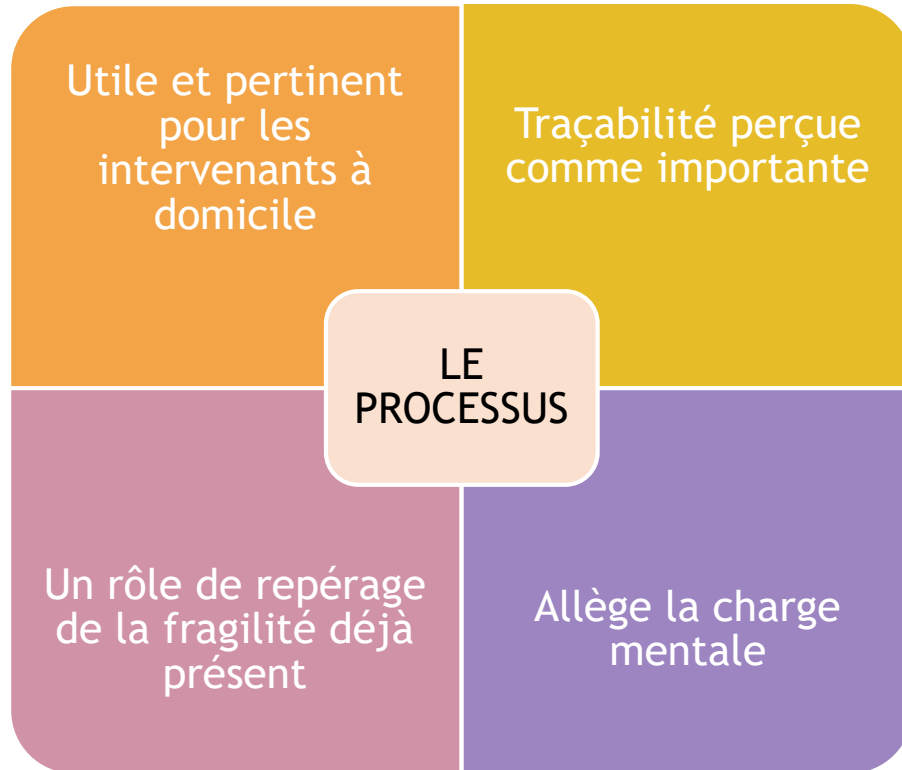 Utile et pertinent
pour les
intervenants à
domicile
Traçabilité perçue
comme importante
LE
PROCESSUS
Un rôle de repérage
de la fragilité déjà
présent
Allège la charge
mentale